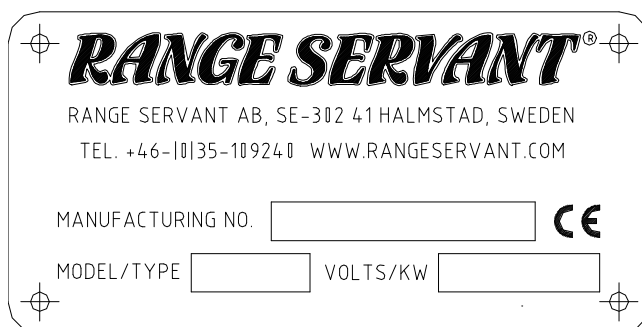 RANGE SERVANT®
RANGE SERVANT AB, SE-302 41 HALMSTAD, SWEDEN
TEL. +46-|0|35-109240 WWW.RANGESERVANT.COM
MANUFACTURING NO. CE
MODEL/TYPE VOLTS/KW